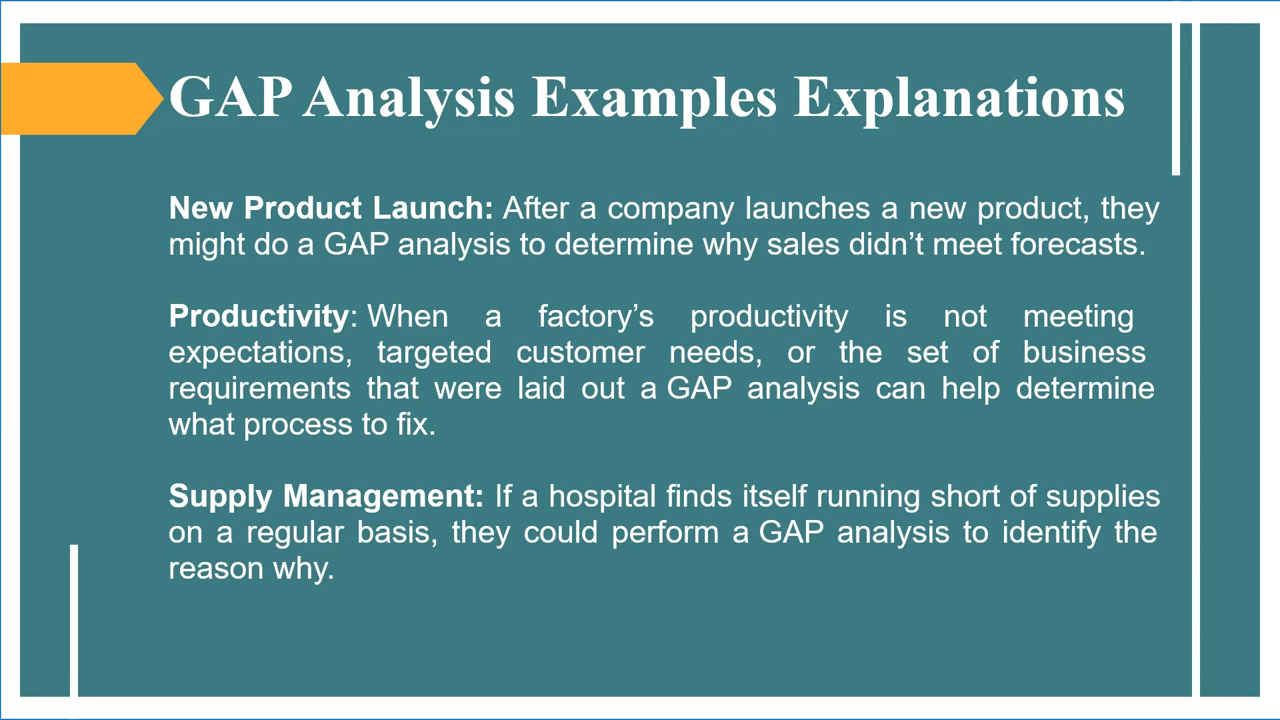 GAP Analysis Examples Explanations
New Product Launch: After a company launches a new product, they
might do a GAP analysis to determine why sales didn’t meet forecasts.
Productivity: When a factory’s productivity is not meeting
expectations, targeted customer needs, or the set of business
requirements that were laid out a GAP analysis can help determine
what process to fix.
Supply Management: If a hospital finds itself running short of supplies
on a regular basis, they could perform a GAP analysis to identify the
reason why.